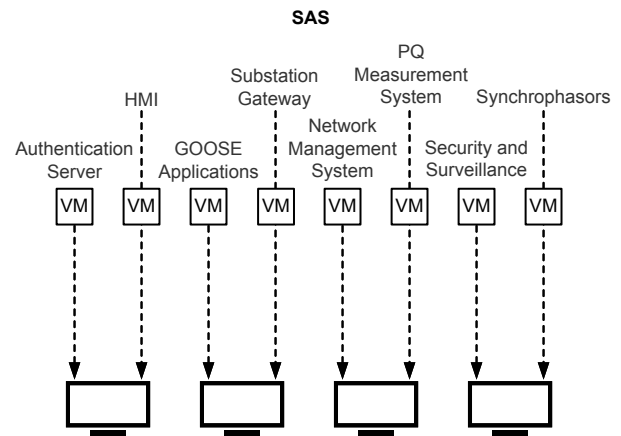 SAS
PQ
Measurement
System
Substation
Gateway
HMI
Synchrophasors
Network
Management
System
Authentication
Server
GOOSE
Applications
Security and
Surveillance
VM
VM
VM
VM
VM
VM
VM
VM